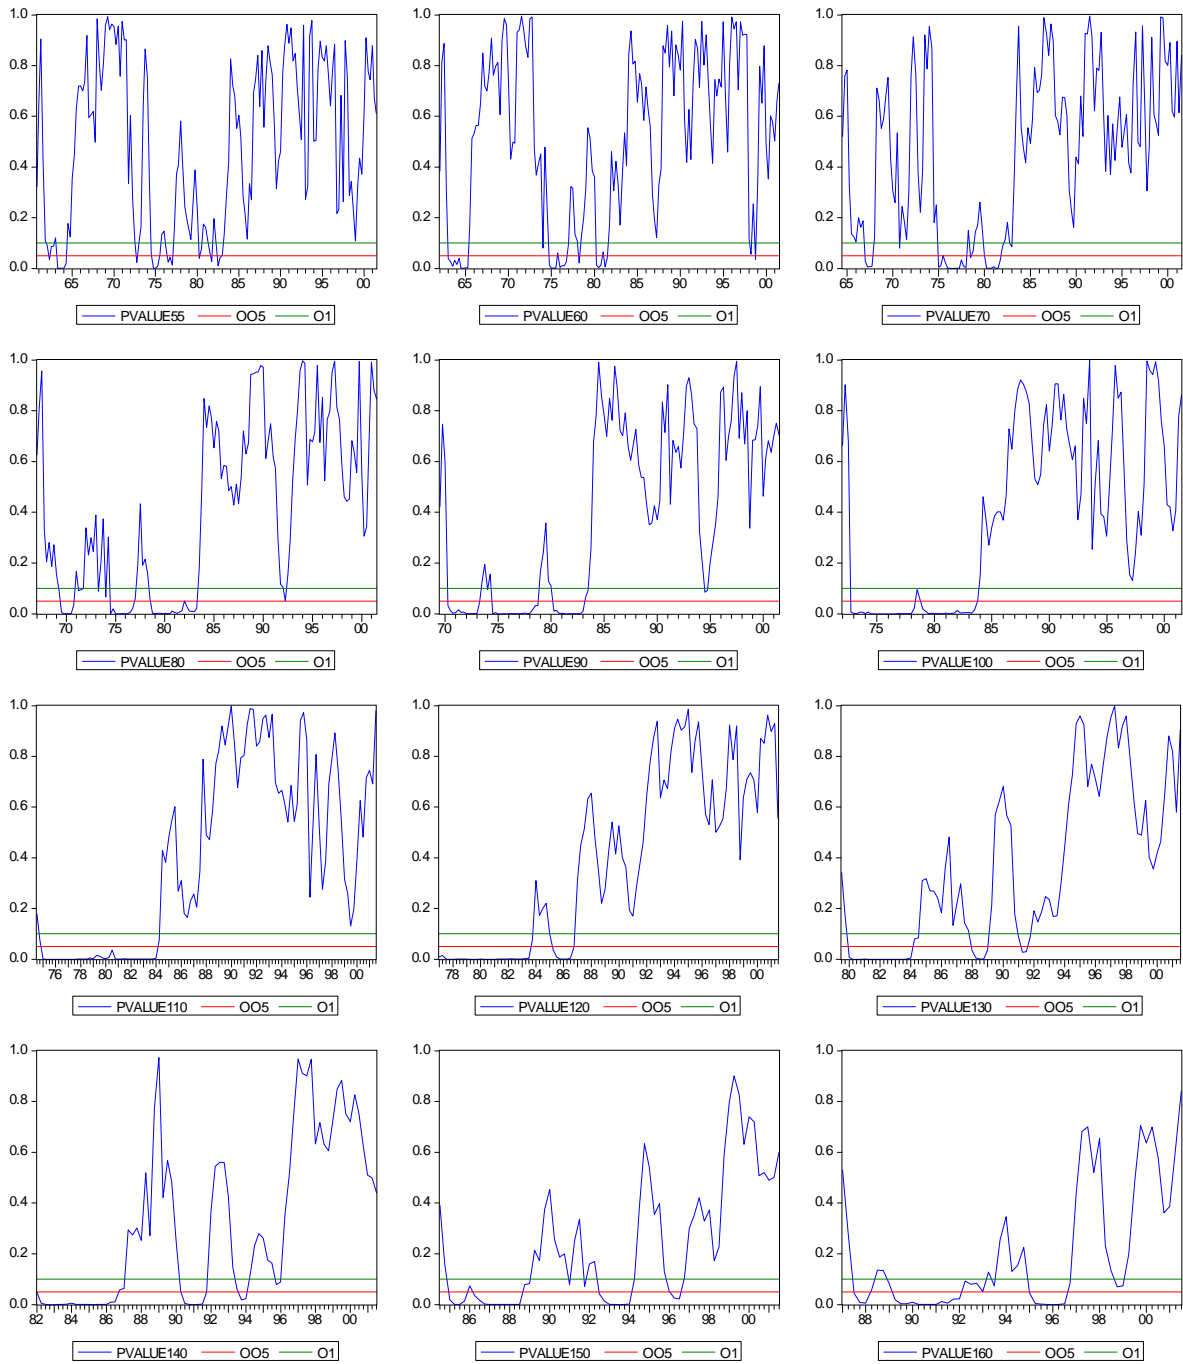 1.0 1.0 1.0
0.8 0.8 0.8
0.6 0.6 0.6
0.4 0.4 0.4
0.2 0.2 0.2
0.0 0.0 0.0
65 70 75 80 85 90 95 00 65 70 75 80 85 90 95 00 65 70 75 80 85 90 95 00
PVALUE55 OO5 O1 PVALUE60 OO5 O1 PVALUE70 OO5 O1
1.0 1.0 1.0
0.8 0.8 0.8
0.6 0.6 0.6
0.4 0.4 0.4
0.2 0.2 0.2
0.0 0.0 0.0
70 75 80 85 90 95 00 70 75 80 85 90 95 00 75 80 85 90 95 00
PVALUE80 OO5 O1 PVALUE90 OO5 O1 PVALUE100 OO5 O1
1.0 1.0 1.0
0.8 0.8 0.8
0.6 0.6 0.6
0.4 0.4 0.4
0.2 0.2 0.2
0.0 0.0 0.0
76 78 80 82 84 86 88 90 92 94 96 98 00 78 80 82 84 86 88 90 92 94 96 98 00 80 82 84 86 88 90 92 94 96 98 00
PVALUE110 OO5 O1 PVALUE120 OO5 O1 PVALUE130 OO5 O1
1.0 1.0 1.0
0.8 0.8 0.8
0.6 0.6 0.6
0.4 0.4 0.4
0.2 0.2 0.2
0.0 0.0 0.0
82 84 86 88 90 92 94 96 98 00 86 88 90 92 94 96 98 00 88 90 92 94 96 98 00
PVALUE140 OO5 O1 PVALUE150 OO5 O1 PVALUE160 OO5 O1